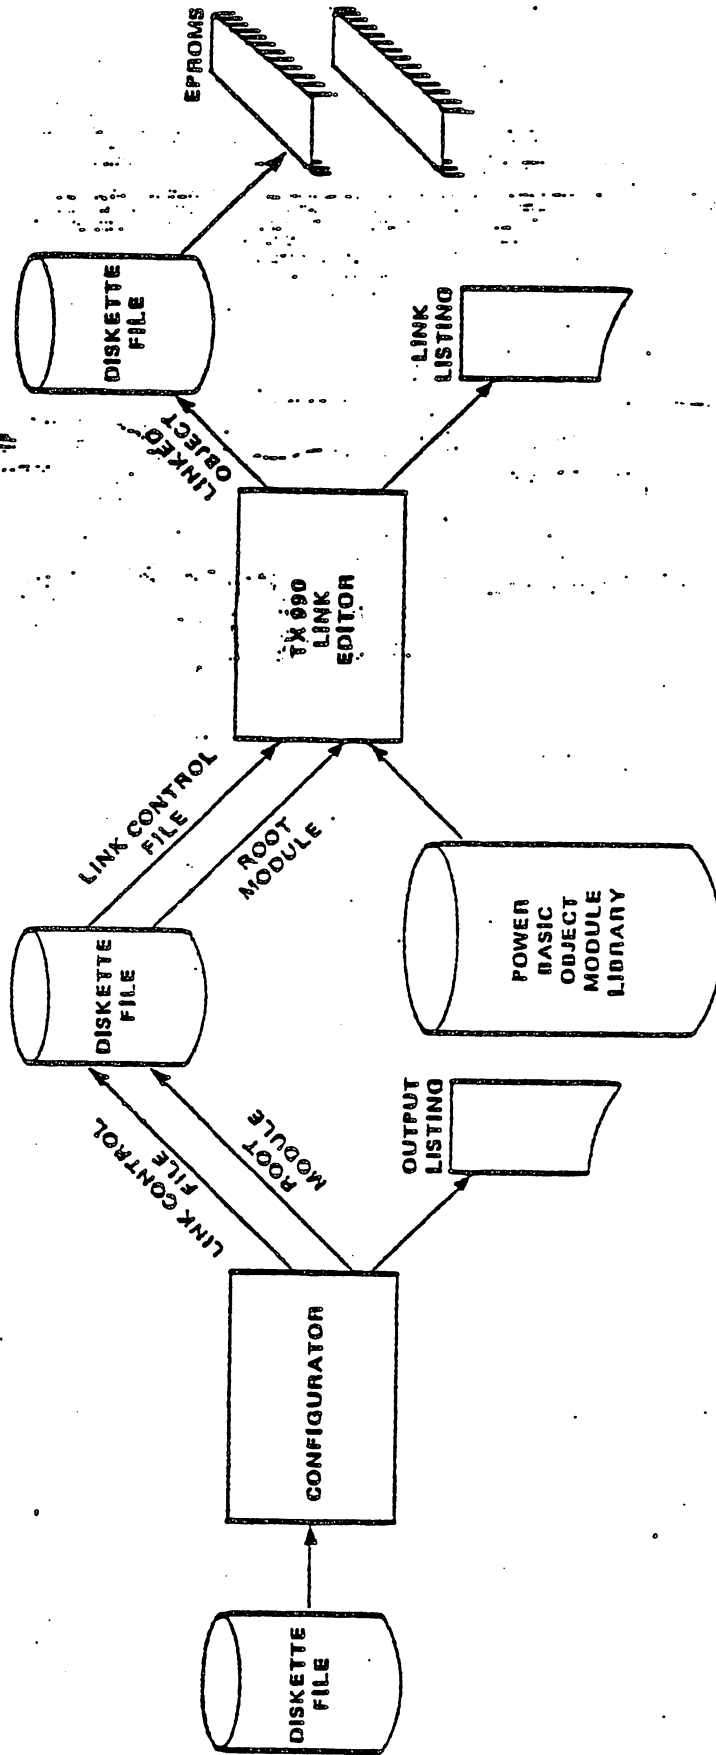 DISKETTE
FILE
CONFIGURATOR
LINK CONTROL
FILE
ROOT
MODULE
OUTPUT
LISTING
DISKETTE
FILE
LINK CONTROL
FILE
ROOT
MODULE
POWER
BASIC
OBJECT
MODULE
LIBRARY
TX 990
LINK
EDITOR
LINKED
OBJECT
LINK
LISTING
DISKETTE
FILE
EPROMS